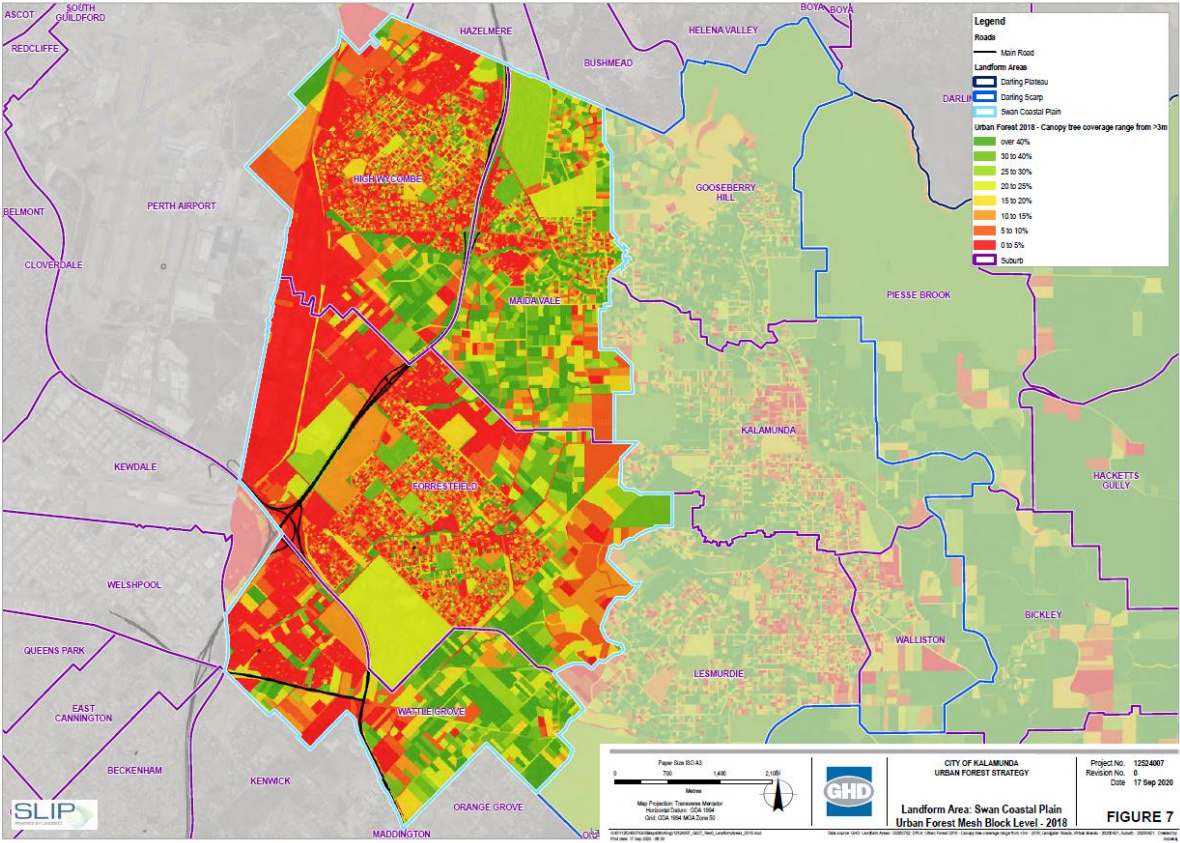 ASCOT
SOUTH
GUILDFORD
REDCLIFFE
HAZELMERE
BOYA
BOYA
HELENA VALLEY
BUSHMEAD
Legend
Roads
Main Road
Landform Areas
Darling Plateau
Darling Scarp
Swan Coastal Plain
Urban Forest 2018 - Canopy tree coverage range from >3m
over 40%
30 to 40%
25 to 30%
20 to 25%
15 to 20%
10 to 15%
5 to 10%
0 to 5%
Suburb
DARLIN
HIGH WYCOMBE
GOOSEBERRY
HILL
PERTH AIRPORT
BELMONT
CLOVERDALE
PIESSE BROOK
MAIDA VALE
KALAMUNDA
KEWDALE
FORRESTFIELD
HACKETTS
GULLY
WELSHPOOL
BICKLEY
WALLISTON
QUEENS PARK
LESMURDIE
EAST
CANNINGTON
WATTLE GROVE
BECKENHAM
KENWICK
ORANGE GROVE
MADDINGTON
SLIP
POWERED BY LANDGATE
Paper Size ISO A3
0 700 1,400 2,100
Metres
Map Projection: Transverse Mercator
Horizontal Datum: GDA 1994
Grid: GDA 1994 MGA Zone 50
N
GHD
CITY OF KALAMUNDA
URBAN FOREST STRATEGY
Landform Area: Swan Coastal Plain
Urban Forest Mesh Block Level - 2018
Project No. 12524007
Revision No. 0
Date 17 Sep 2020
FIGURE 7